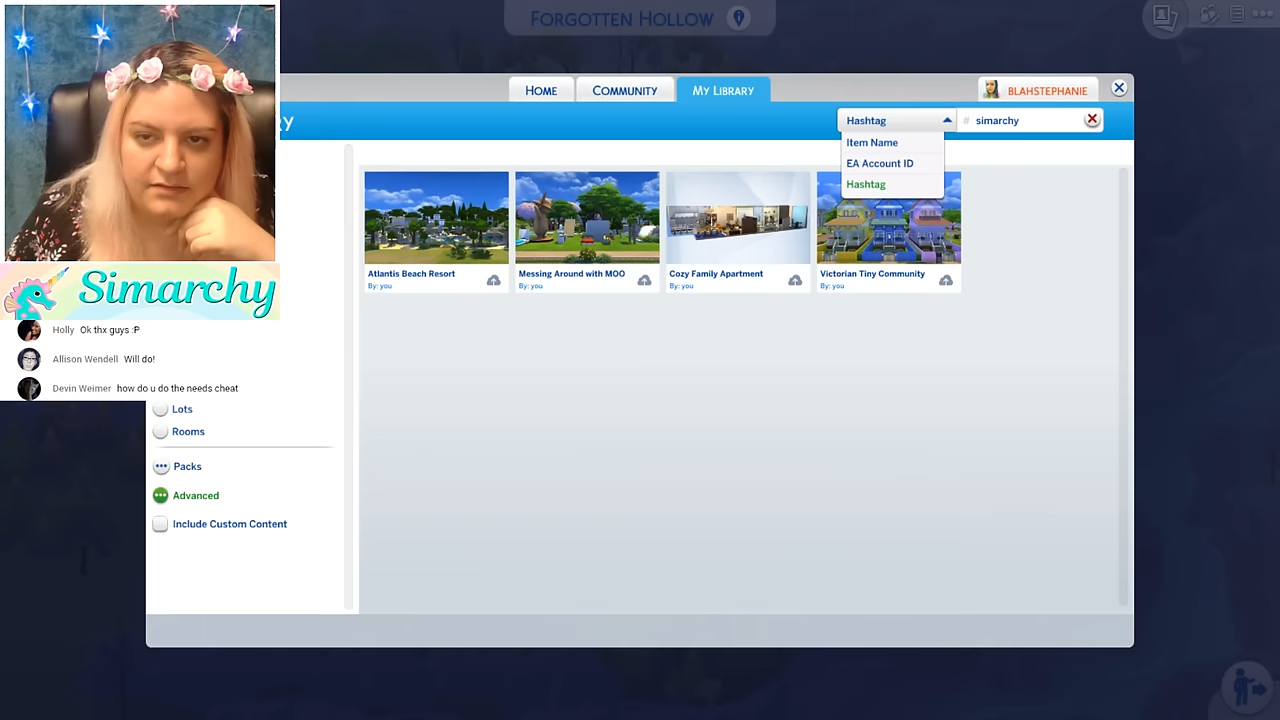 FORGOTTEN HOLLOW
HOME
COMMUNITY
MY LIBRARY
BLAHSTEPHANIE
RY
Hashtag
# simarchy
Item Name
EA Account ID
Hashtag
Atlantis Beach Resort
By: you
Messing Around with MOO
By: you
Cozy Family Apartment
By: you
Victorian Tiny Community
By: you
Simarchy
Holly Ok thx guys :P
Allison Wendell Will do!
Devin Weimer how do u do the needs cheat
Lots
Rooms
Packs
Advanced
Include Custom Content